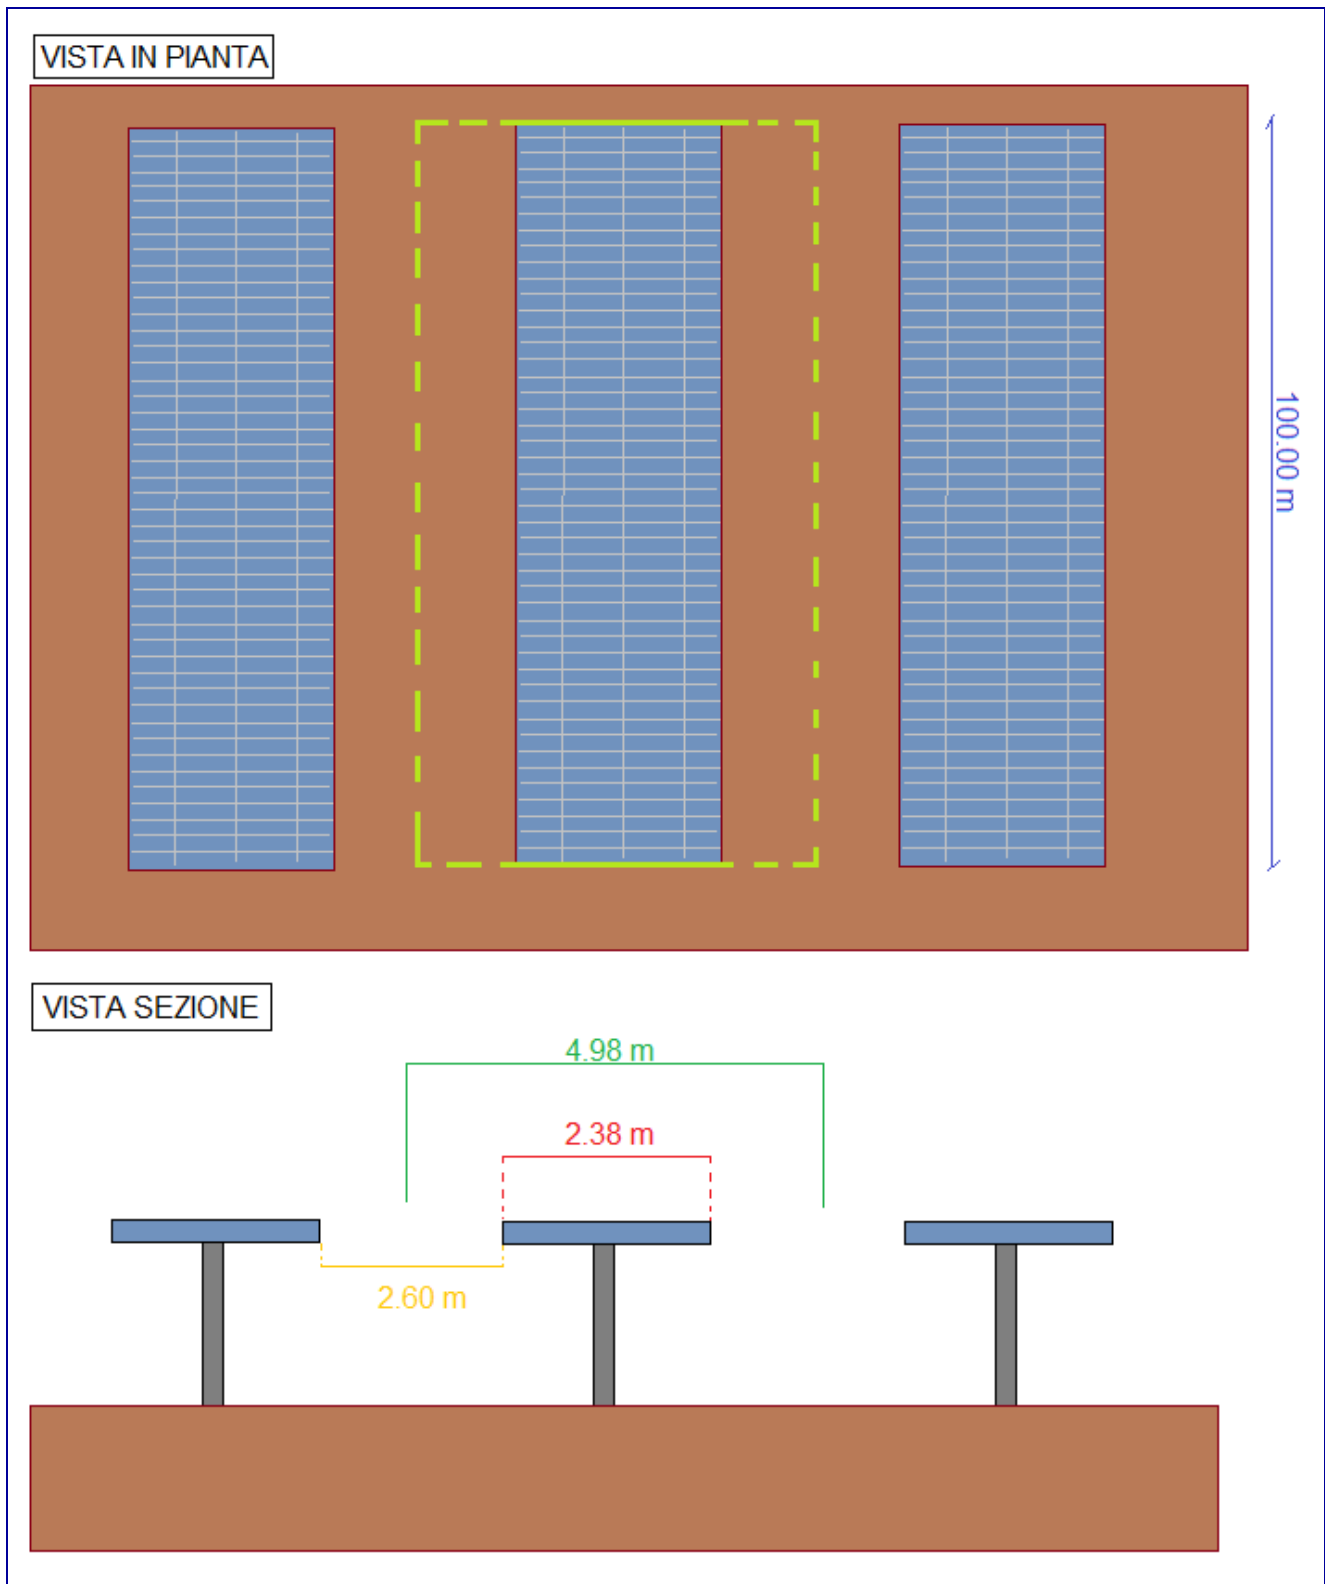 VISTA IN PIANTA
100.00 m
VISTA SEZIONE
4.98 m
2.38 m
2.60 m